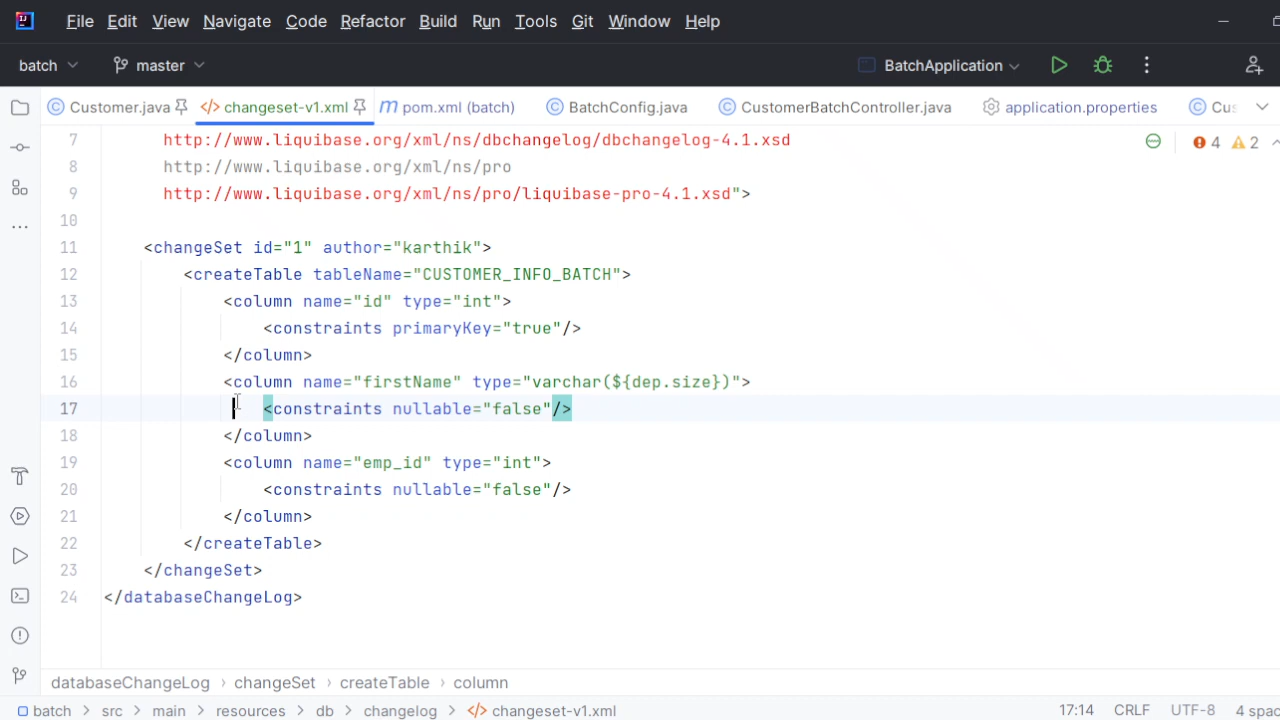 File Edit View Navigate Code Refactor Build Run Tools Git Window Help
batch master BatchApplication
Customer.java changeset-v1.xml pom.xml (batch) BatchConfig.java CustomerBatchController.java application.properties Cus
7 http://www.liquibase.org/xml/ns/dbchangelog/dbchangelog-4.1.xsd 4 2
8 http://www.liquibase.org/xml/ns/pro
9 http://www.liquibase.org/xml/ns/pro/liquibase-pro-4.1.xsd">
10
11 <changeSet id="1" author="karthik">
12 <createTable tableName="CUSTOMER_INFO_BATCH">
13 <column name="id" type="int">
14 <constraints primaryKey="true"/>
15 </column>
16 <column name="firstName" type="varchar(${dep.size})">
17 <constraints nullable="false"/>
18 </column>
19 <column name="emp_id" type="int">
20 <constraints nullable="false"/>
21 </column>
22 </createTable>
23 </changeSet>
24 </databaseChangeLog>
databaseChangeLog › changeSet › createTable › column
batch > src > main > resources > db > changelog > changeset-v1.xml 17:14 CRLF UTF-8 4 spac